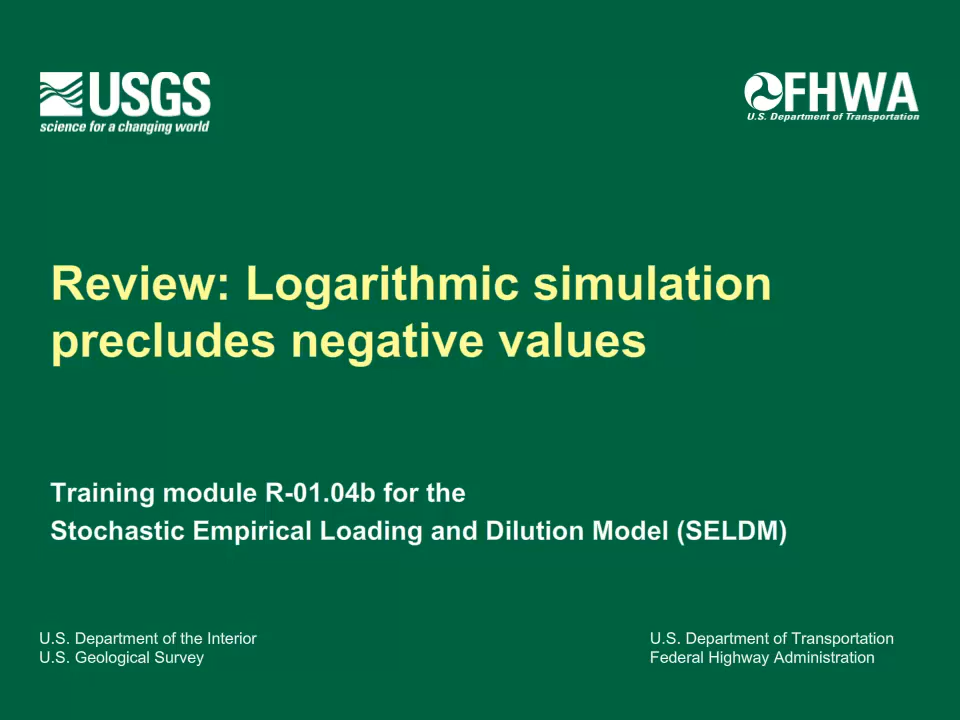 USGS
science for a changing world
FHWA
U.S. Department of Transportation
Review: Logarithmic simulation
precludes negative values
Training module R-01.04b for the
Stochastic Empirical Loading and Dilution Model (SELDM)
U.S. Department of the Interior
U.S. Geological Survey
U.S. Department of Transportation
Federal Highway Administration